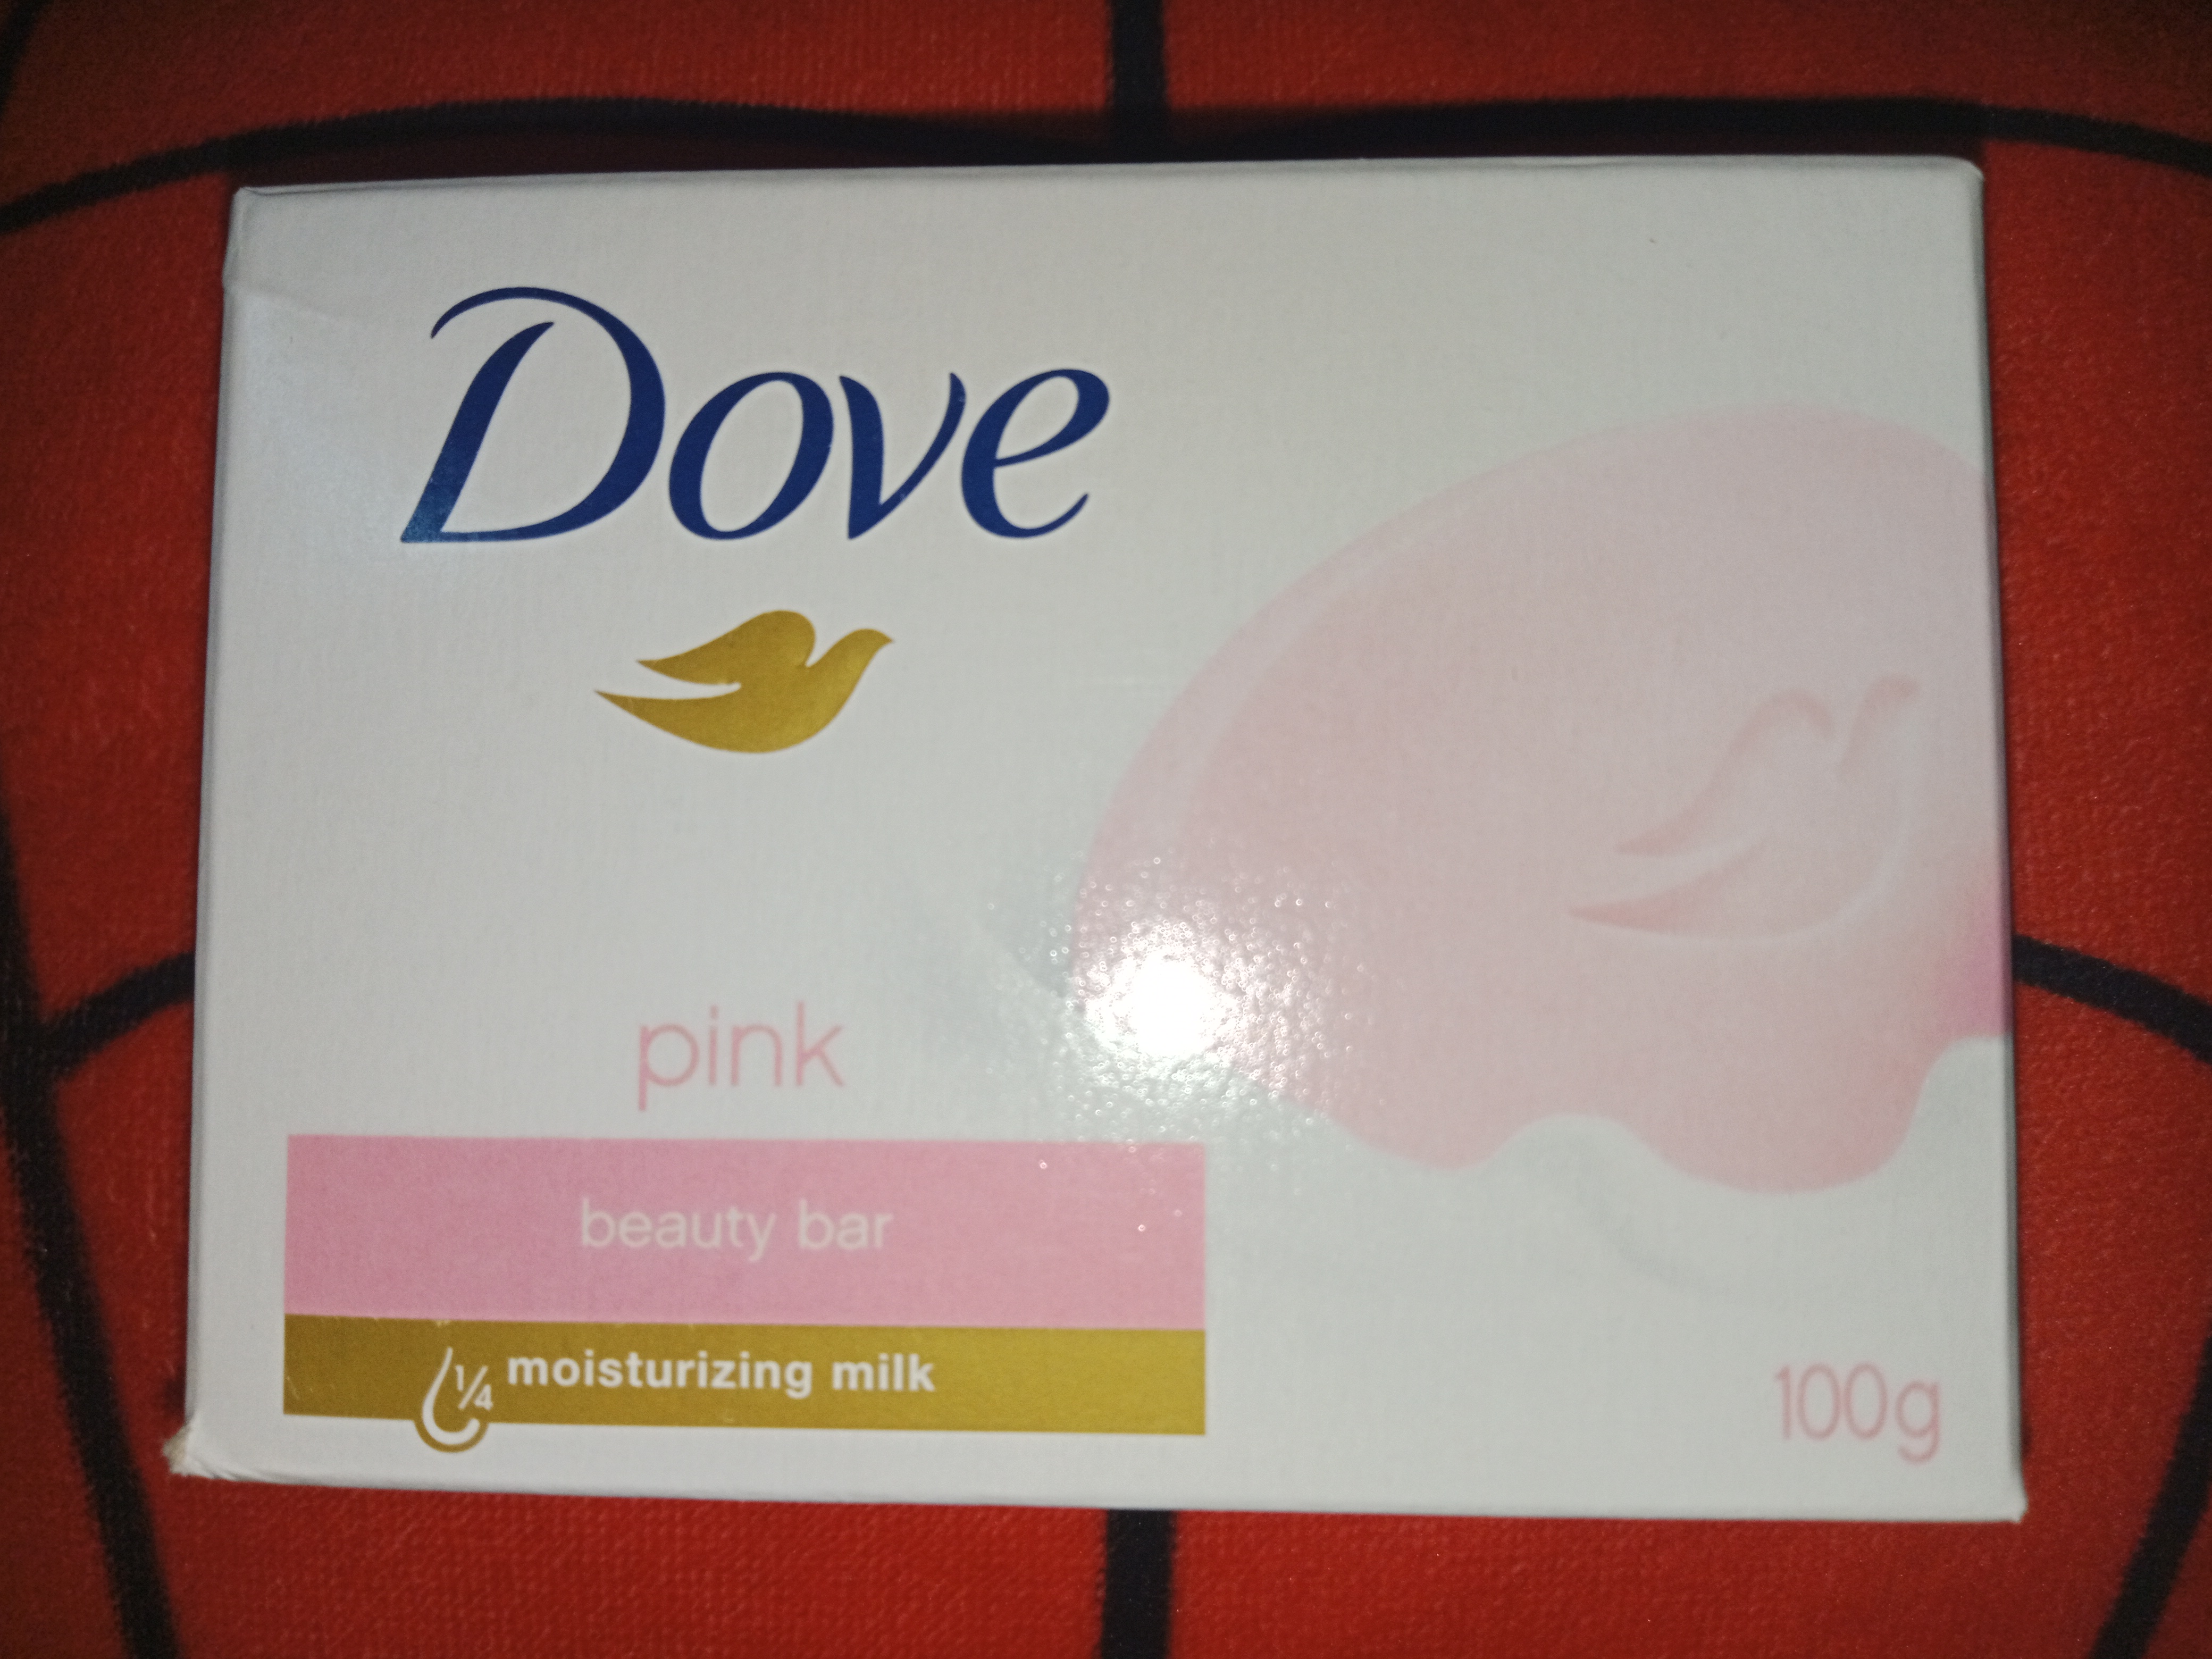 Dove
pink
beauty bar
1/4 moisturizing milk
100g